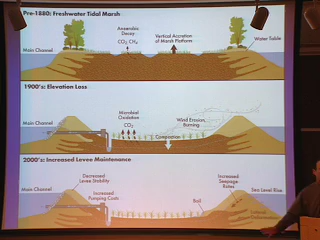 Pre-1880: Freshwater Tidal Marsh
Anaerobic
Decay
CO₂, CH₄
Vertical Accretion
of Marsh Platform
Water Table
Main Channel
1900's: Elevation Loss
Microbial
Oxidation
CO₂
Wind Erosion,
Burning
Main Channel
Compaction
2000's: Increased Levee Maintenance
Decreased
Levee Stability
Increased
Seepage
Rates
Main Channel
Increased
Pumping Costs
Sea Level Rise